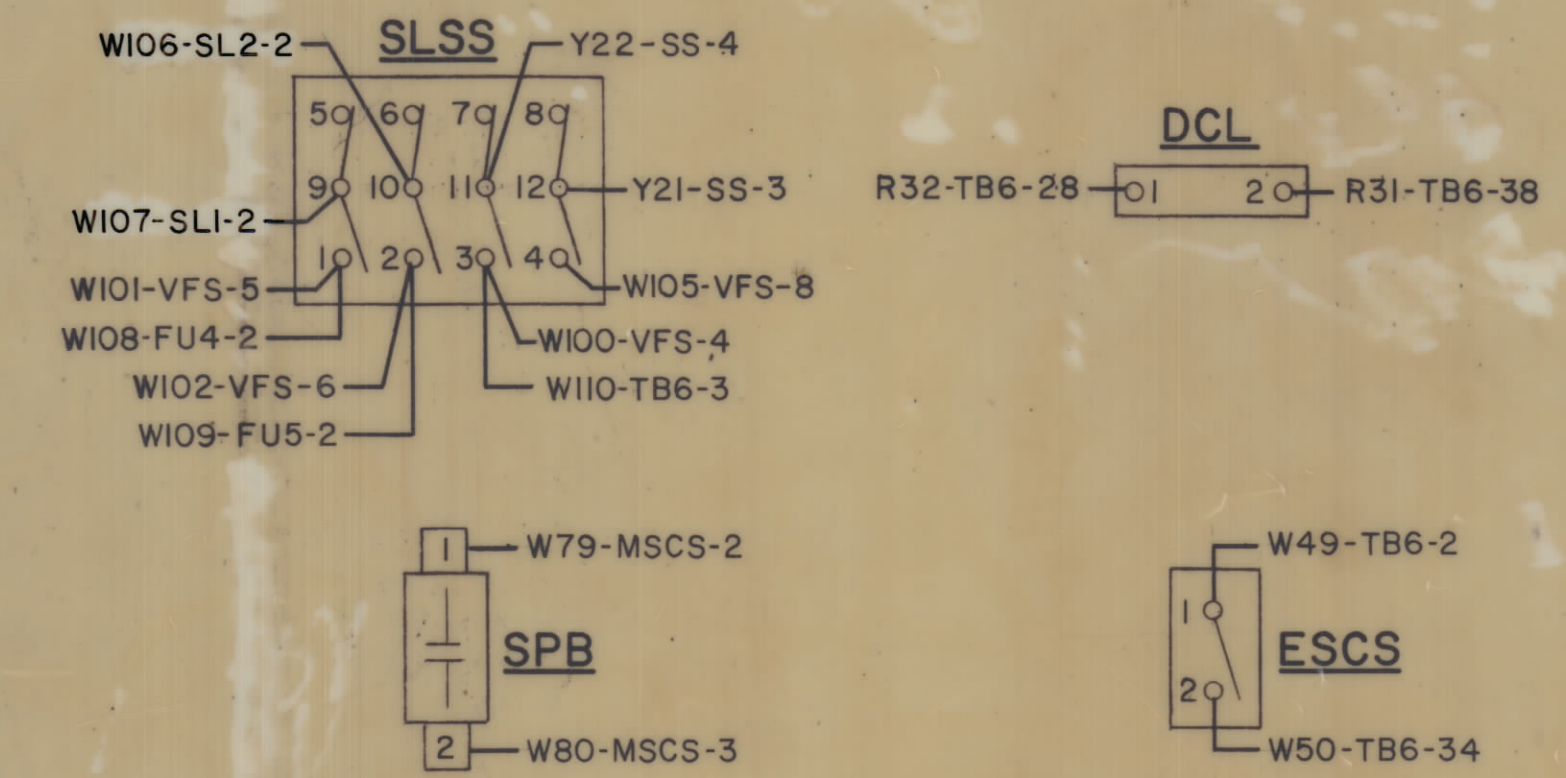 SLSS
W106-SL2-2
Y22-SS-4
5 6 7 8
9 10 11 12
Y21-SS-3
W107-SL1-2
1 2 3 4
W101-VFS-5
W105-VFS-8
W108-FU4-2
W100-VFS-4
W102-VFS-6
W110-TB6-3
W109-FU5-2
DCL
R32-TB6-28
1 2
R31-TB6-38
1
W79-MSCS-2
SPB
2
W80-MSCS-3
W49-TB6-2
1
ESCS
2
W50-TB6-34